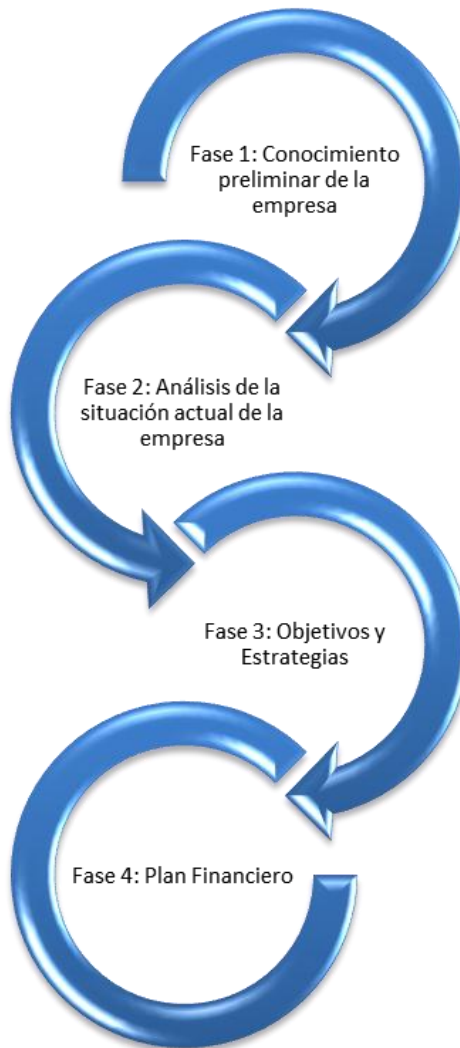 Fase 1: Conocimiento
preliminar de la
empresa
Fase 2: Análisis de la
situación actual de la
empresa
Fase 3: Objetivos y
Estrategias
Fase 4: Plan Financiero